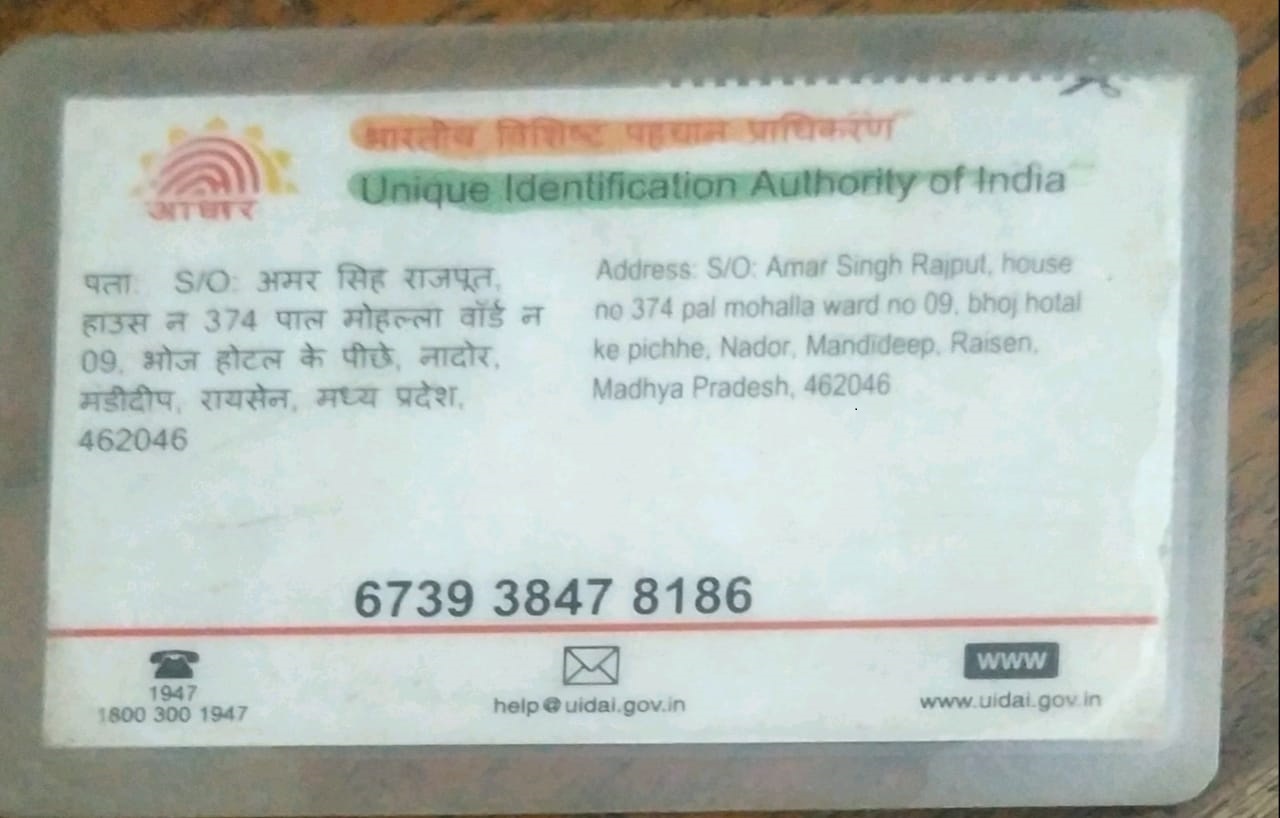 भारतीय विशिष्ट पहचान प्राधिकरण
Unique Identification Authority of India
आधार
पता: S/O: अमर सिंह राजपूत,
हाउस न 374 पाल मोहल्ला वॉर्ड न
09, भोज होटल के पीछे, नादोर,
मंडीदीप, रायसेन, मध्य प्रदेश,
462046
Address: S/O: Amar Singh Rajput, house
no 374 pal mohalla ward no 09, bhoj hotal
ke pichhe, Nador, Mandideep, Raisen,
Madhya Pradesh, 462046
6739 3847 8186
1947
1800 300 1947
help@uidai.gov.in
www
www.uidai.gov.in